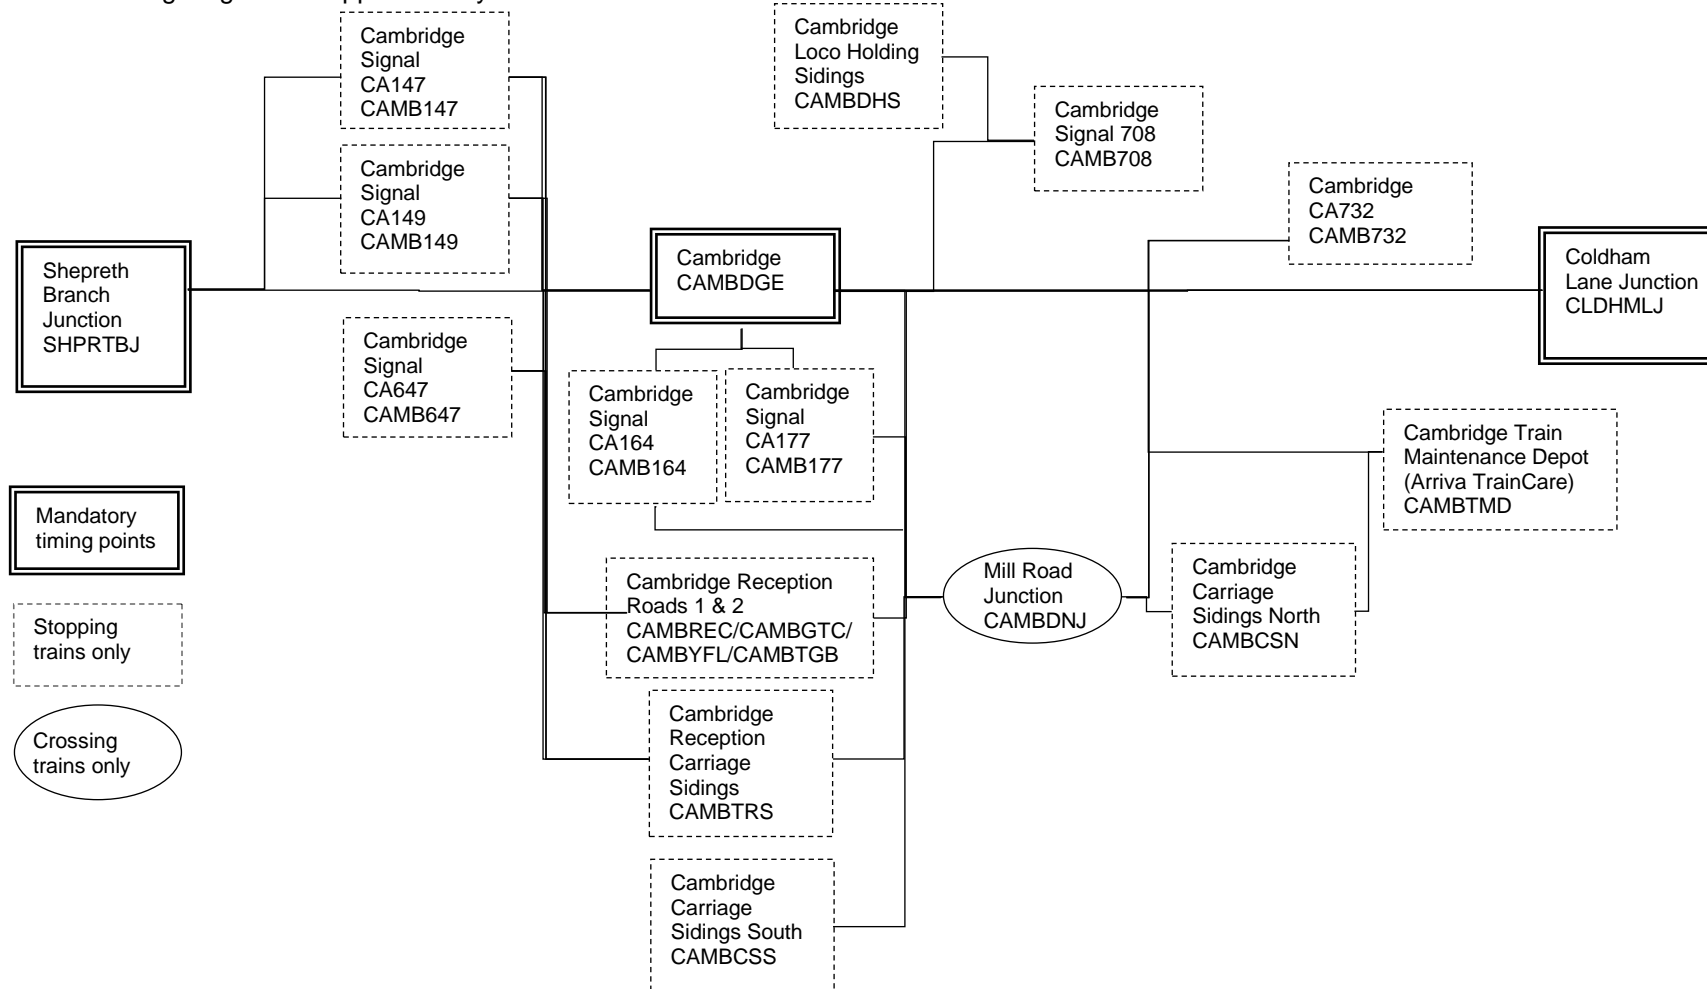 Cambridge
Signal
CA147
CAMB147
Cambridge
Loco Holding
Sidings
CAMBDHS
Cambridge
Signal 708
CAMB708
Cambridge
Signal
CA149
CAMB149
Cambridge
CA732
CAMB732
Shepreth
Branch
Junction
SHPRTBJ
Cambridge
CAMBDGE
Coldham
Lane Junction
CLDHMLJ
Cambridge
Signal
CA647
CAMB647
Cambridge
Signal
CA164
CAMB164
Cambridge
Signal
CA177
CAMB177
Cambridge Train
Maintenance Depot
(Arriva TrainCare)
CAMBTMD
Mandatory
timing points
Cambridge Reception
Roads 1 & 2
CAMBREC/CAMBGTC/
CAMBYFL/CAMBTGB
Mill Road
Junction
CAMBDNJ
Cambridge
Carriage
Sidings North
CAMBCSN
Stopping
trains only
Cambridge
Reception
Carriage
Sidings
CAMBTRS
Crossing
trains only
Cambridge
Carriage
Sidings South
CAMBCSS